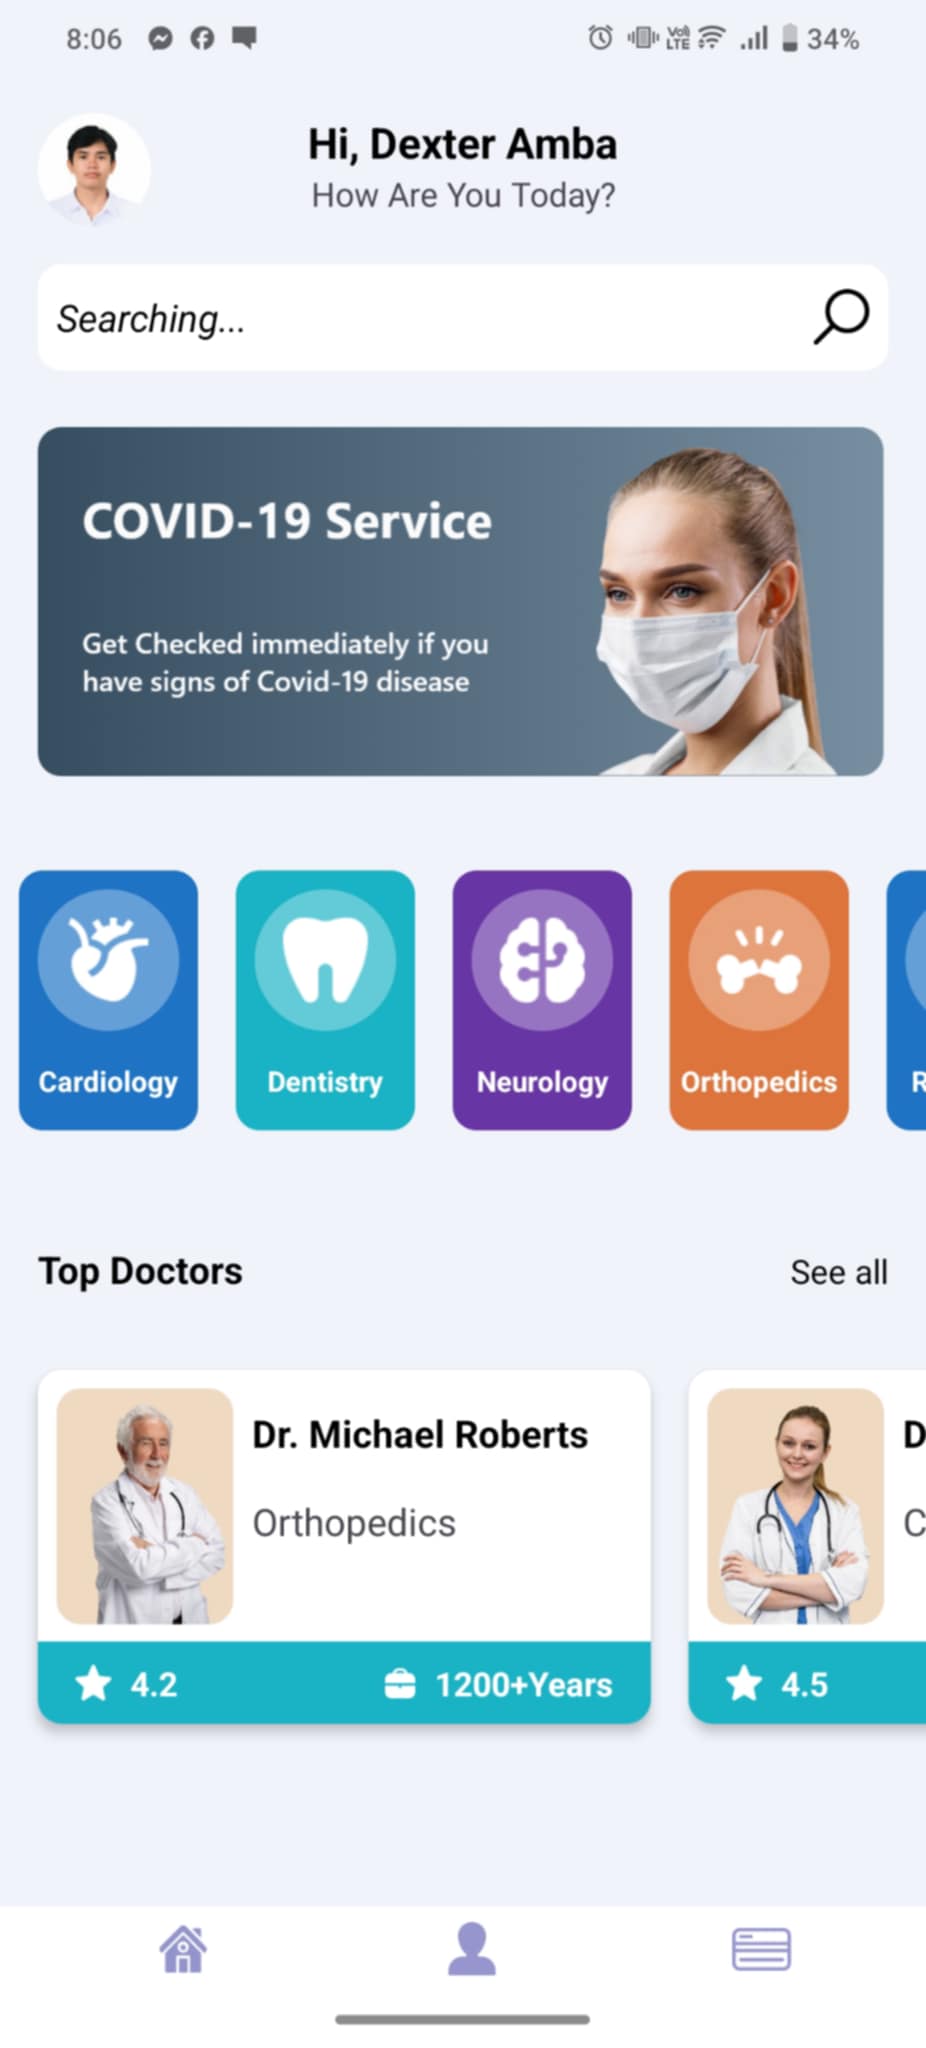 8:06
Vo))
LTE
34%
Hi, Dexter Amba
How Are You Today?
Searching...
COVID-19 Service
Get Checked immediately if you
have signs of Covid-19 disease
Cardiology
Dentistry
Neurology
Orthopedics
R
Top Doctors
See all
Dr. Michael Roberts
Orthopedics
4.2
1200+Years
D
C
4.5